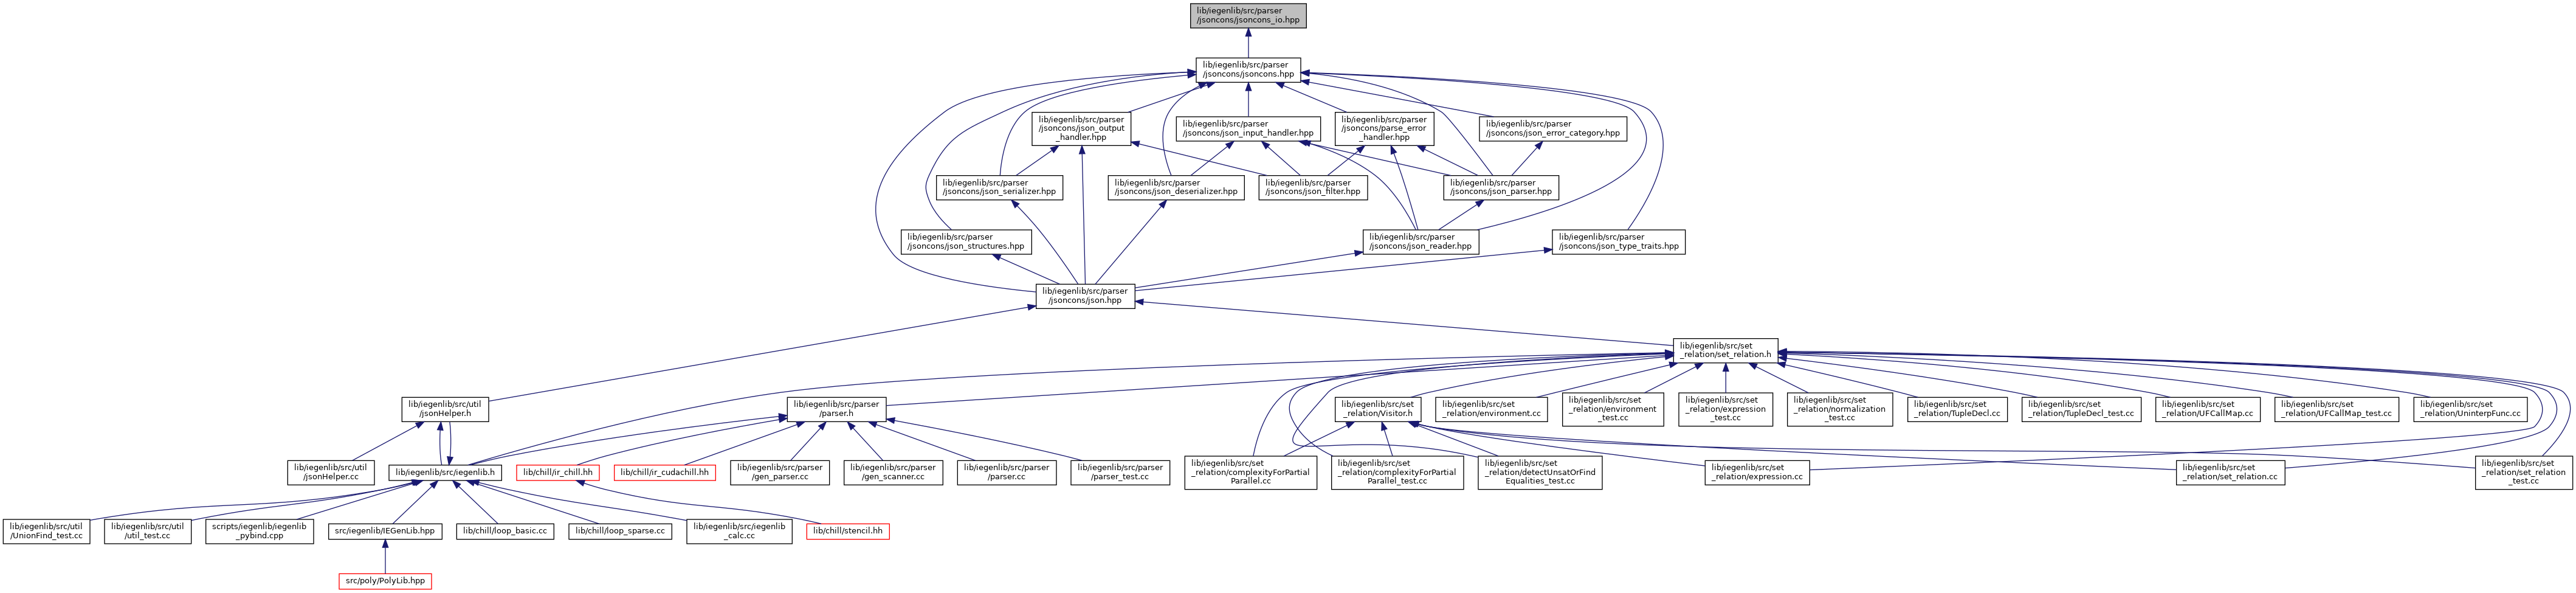 lib/iegenlib/src/parser
/jsoncons/jsoncons_io.hpp
lib/iegenlib/src/parser
/jsoncons/jsoncons.hpp
lib/iegenlib/src/parser
/jsoncons/json_output
_handler.hpp
lib/iegenlib/src/parser
/jsoncons/json_input_handler.hpp
lib/iegenlib/src/parser
/jsoncons/parse_error
_handler.hpp
lib/iegenlib/src/parser
/jsoncons/json_error_category.hpp
lib/iegenlib/src/parser
/jsoncons/json_serializer.hpp
lib/iegenlib/src/parser
/jsoncons/json_deserializer.hpp
lib/iegenlib/src/parser
/jsoncons/json_filter.hpp
lib/iegenlib/src/parser
/jsoncons/json_parser.hpp
lib/iegenlib/src/parser
/jsoncons/json_structures.hpp
lib/iegenlib/src/parser
/jsoncons/json_reader.hpp
lib/iegenlib/src/parser
/jsoncons/json_type_traits.hpp
lib/iegenlib/src/parser
/jsoncons/json.hpp
lib/iegenlib/src/set
_relation/set_relation.h
lib/iegenlib/src/util
/jsonHelper.h
lib/iegenlib/src/parser
/parser.h
lib/iegenlib/src/set
_relation/Visitor.h
lib/iegenlib/src/set
_relation/environment.cc
lib/iegenlib/src/set
_relation/environment
_test.cc
lib/iegenlib/src/set
_relation/expression
_test.cc
lib/iegenlib/src/set
_relation/normalization
_test.cc
lib/iegenlib/src/set
_relation/TupleDecl.cc
lib/iegenlib/src/set
_relation/TupleDecl_test.cc
lib/iegenlib/src/set
_relation/UFCallMap.cc
lib/iegenlib/src/set
_relation/UFCallMap_test.cc
lib/iegenlib/src/set
_relation/UninterpFunc.cc
lib/iegenlib/src/util
/jsonHelper.cc
lib/iegenlib/src/iegenlib.h
lib/chill/ir_chill.hh
lib/chill/ir_cudachill.hh
lib/iegenlib/src/parser
/gen_parser.cc
lib/iegenlib/src/parser
/gen_scanner.cc
lib/iegenlib/src/parser
/parser.cc
lib/iegenlib/src/parser
/parser_test.cc
lib/iegenlib/src/set
_relation/complexityForPartial
Parallel.cc
lib/iegenlib/src/set
_relation/complexityForPartial
Parallel_test.cc
lib/iegenlib/src/set
_relation/detectUnsatOrFind
Equalities_test.cc
lib/iegenlib/src/set
_relation/expression.cc
lib/iegenlib/src/set
_relation/set_relation.cc
lib/iegenlib/src/set
_relation/set_relation
_test.cc
lib/iegenlib/src/util
/UnionFind_test.cc
lib/iegenlib/src/util
/util_test.cc
scripts/iegenlib/iegenlib
_pybind.cpp
src/iegenlib/IEGenLib.hpp
lib/chill/loop_basic.cc
lib/chill/loop_sparse.cc
lib/iegenlib/src/iegenlib
_calc.cc
lib/chill/stencil.hh
src/poly/PolyLib.hpp